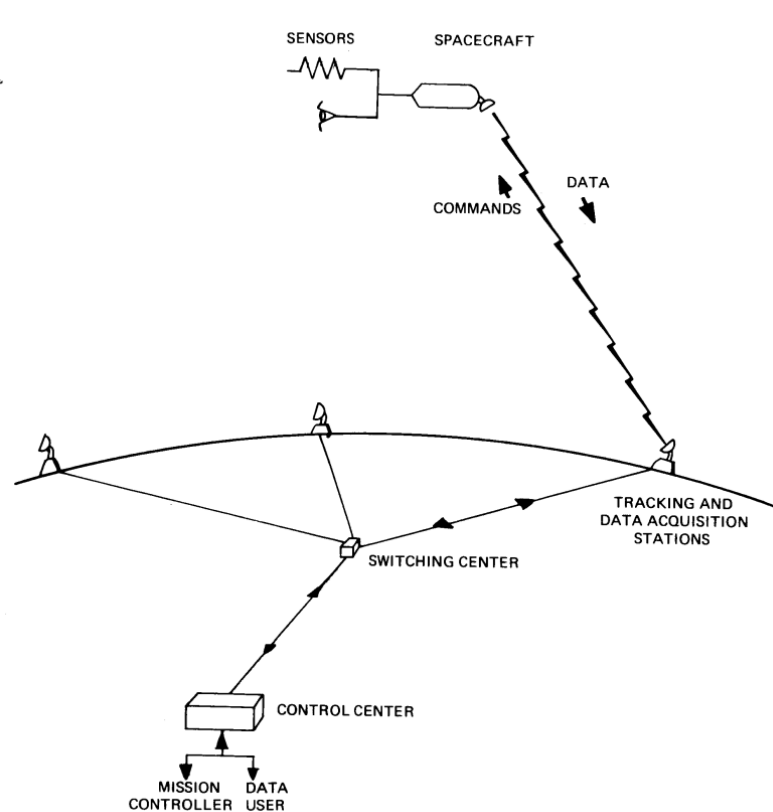 SENSORS
SPACECRAFT
DATA
COMMANDS
TRACKING AND
DATA ACQUISITION
STATIONS
SWITCHING CENTER
CONTROL CENTER
MISSION
CONTROLLER
DATA
USER